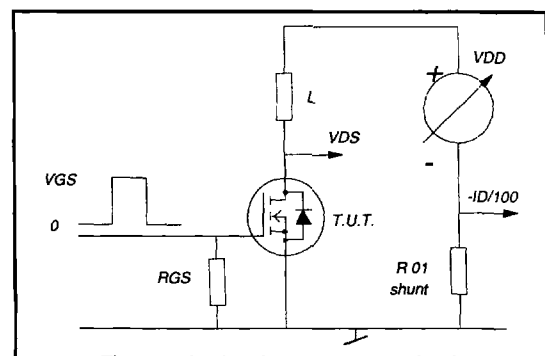 VDD
L
+
VDS
-
VGS
-ID/100
0
T.U.T.
RGS
R 01
shunt